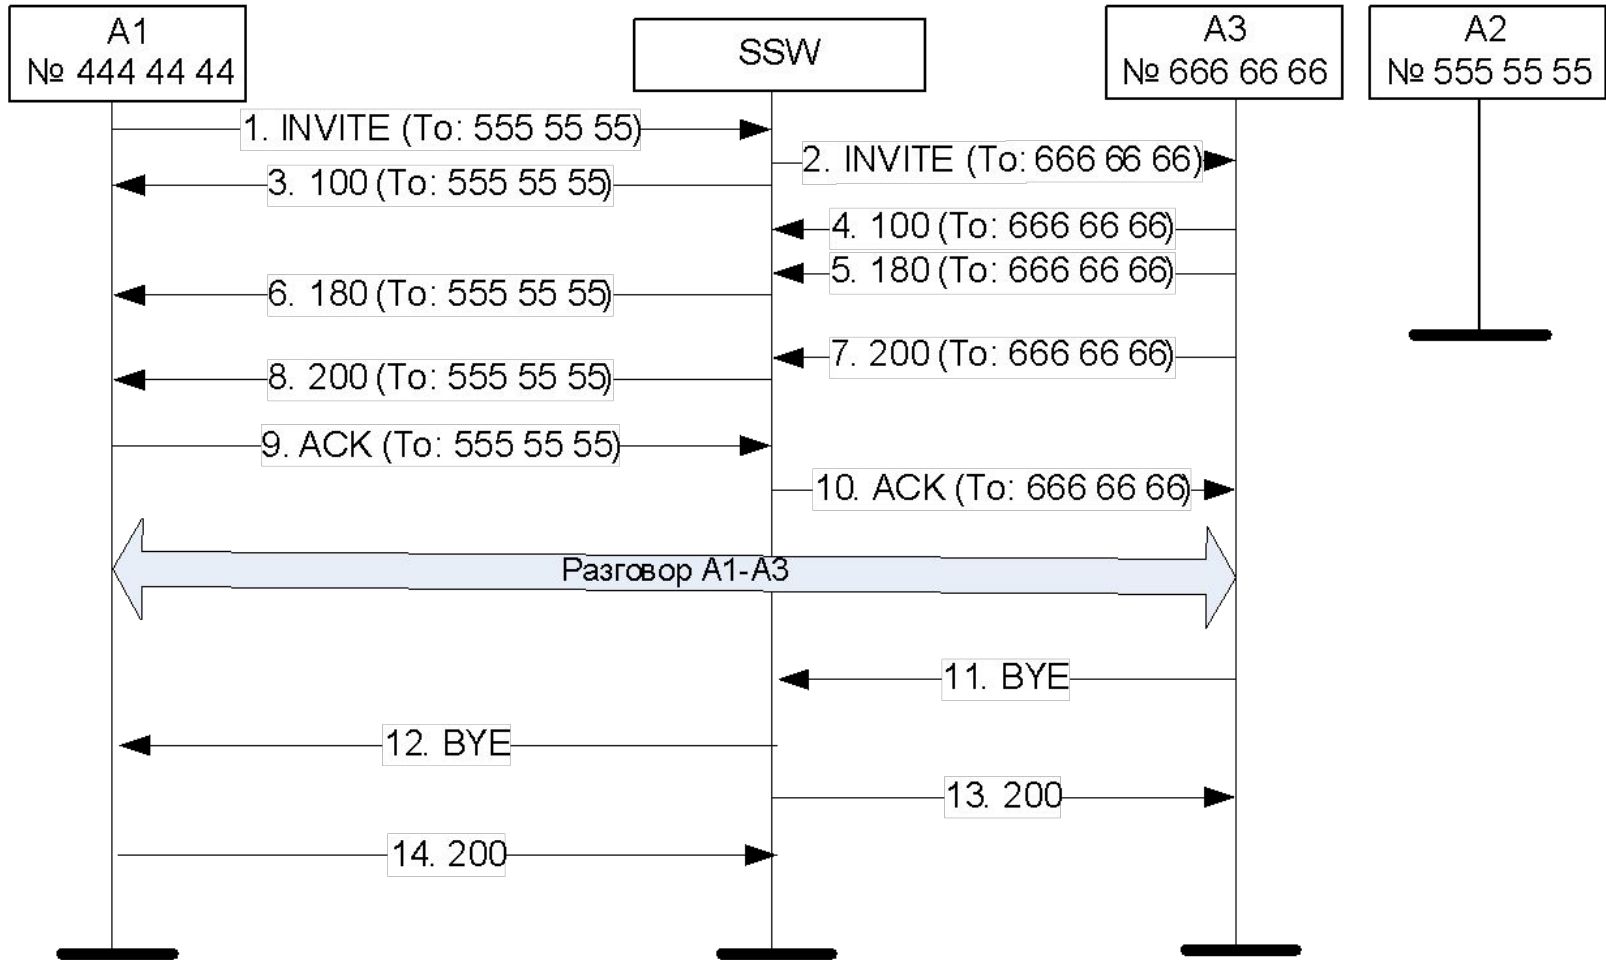 A1
№ 444 44 44
SSW
A3
№ 666 66 66
A2
№ 555 55 55
1. INVITE (To: 555 55 55)
2. INVITE (To: 666 66 66)
3. 100 (To: 555 55 55)
4. 100 (To: 666 66 66)
5. 180 (To: 666 66 66)
6. 180 (To: 555 55 55)
7. 200 (To: 666 66 66)
8. 200 (To: 555 55 55)
9. ACK (To: 555 55 55)
10. ACK (To: 666 66 66)
Разговор A1-A3
11. BYE
12. BYE
13. 200
14. 200